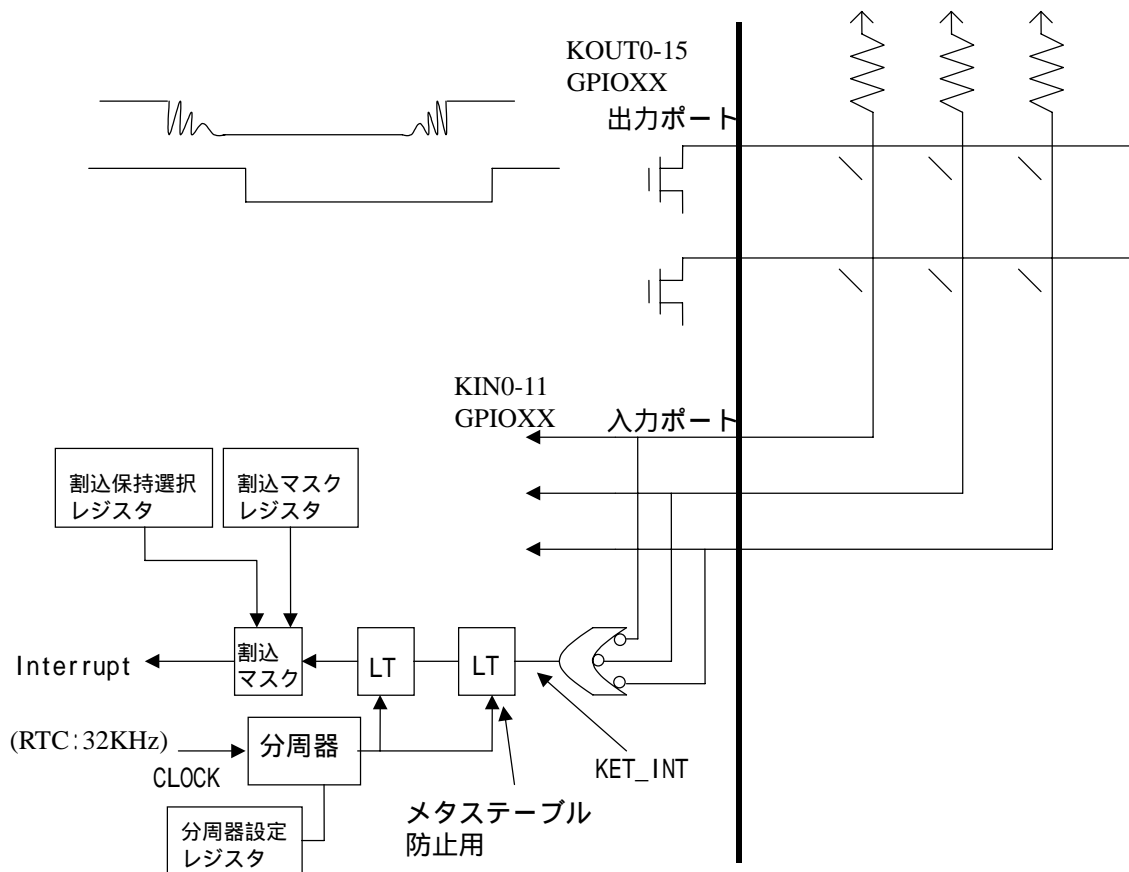 KOUT0-15
GPIOXX
出力ポート
KIN0-11
GPIOXX
入力ポート
割込保持選択
レジスタ
割込マスク
レジスタ
Interrupt
割込
マスク
LT
LT
(RTC:32KHz)
CLOCK
分周器
KET_INT
メタステーブル
防止用
分周器設定
レジスタ